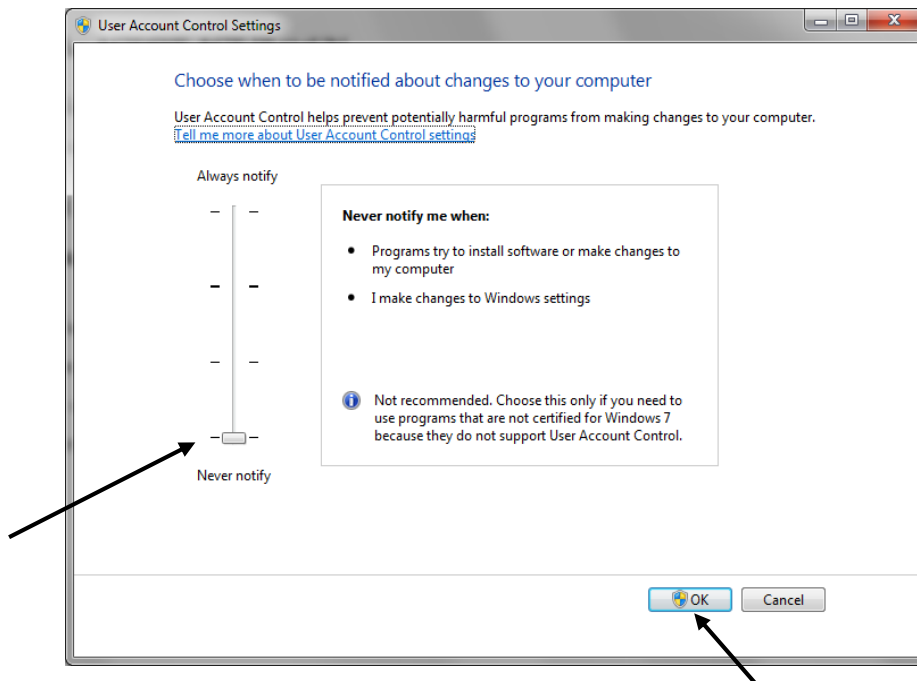 User Account Control Settings
Choose when to be notified about changes to your computer
User Account Control helps prevent potentially harmful programs from making changes to your computer.
Tell me more about User Account Control settings
Always notify
Never notify me when:
• Programs try to install software or make changes to
my computer
• I make changes to Windows settings
Not recommended. Choose this only if you need to
use programs that are not certified for Windows 7
because they do not support User Account Control.
Never notify
OK Cancel